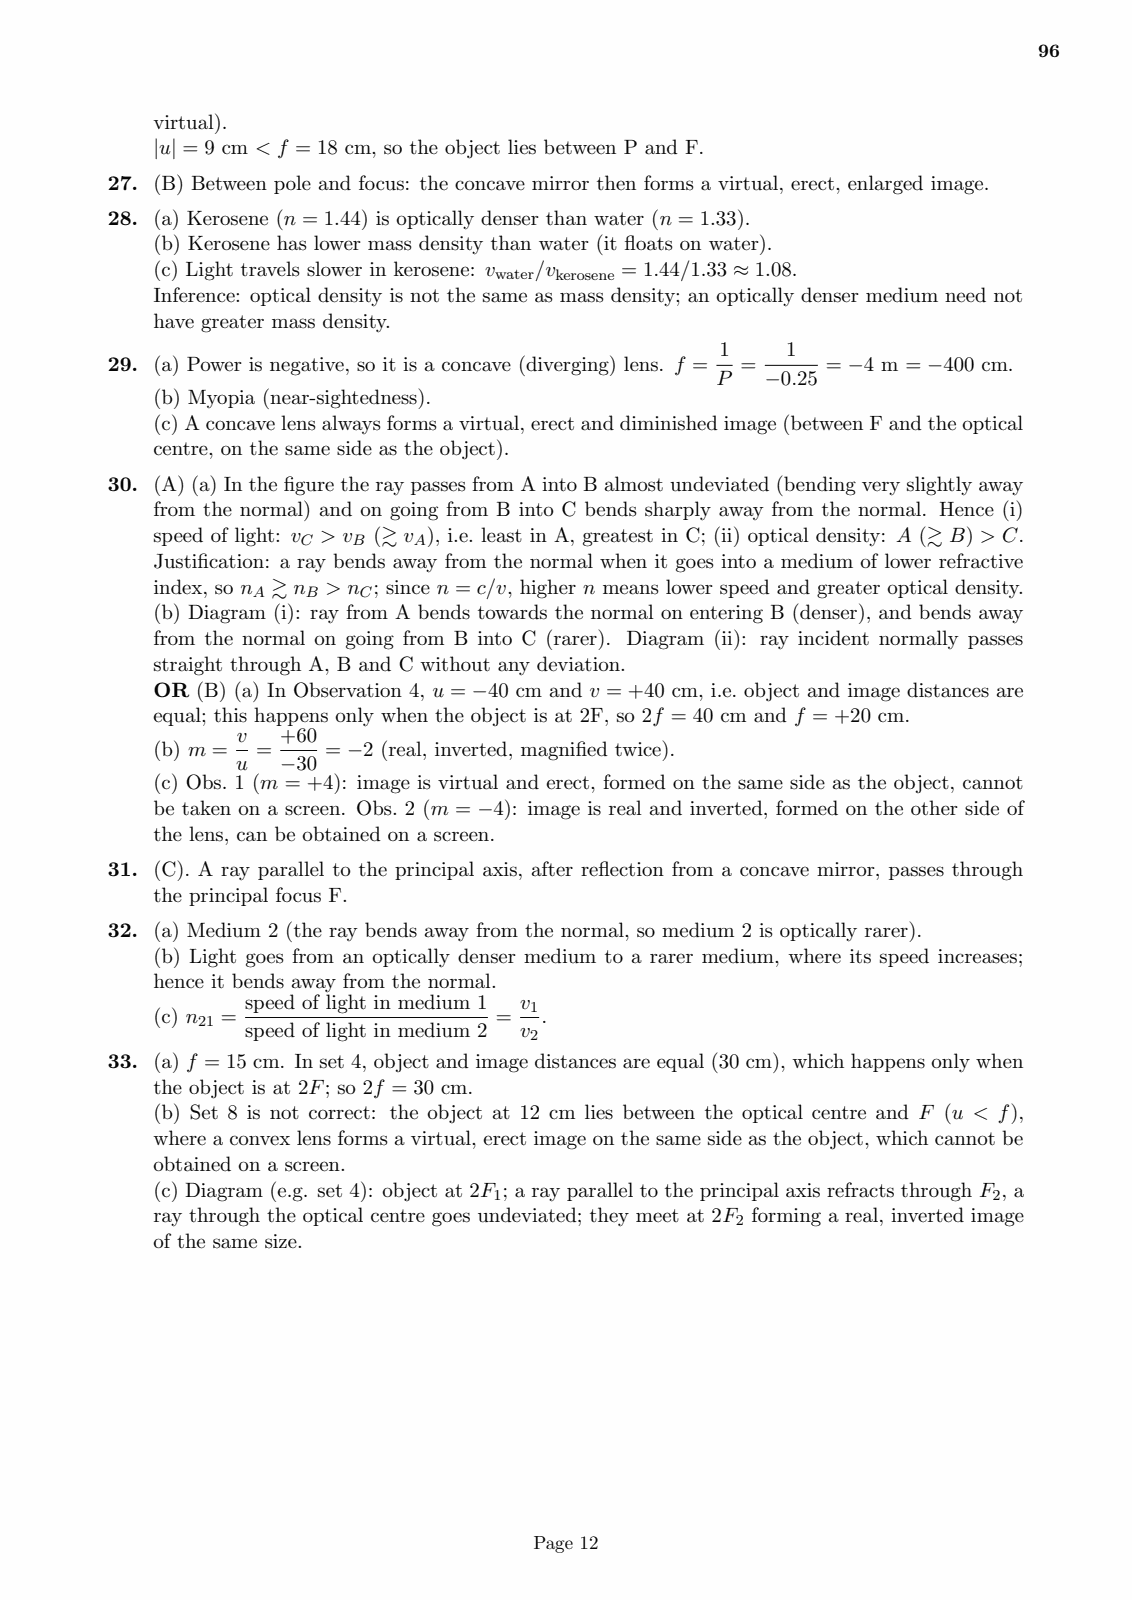 96
virtual).
|u| = 9 cm < f = 18 cm, so the object lies between P and F.
27. (B) Between pole and focus: the concave mirror then forms a virtual, erect, enlarged image.
28. (a) Kerosene (n = 1.44) is optically denser than water (n = 1.33).
(b) Kerosene has lower mass density than water (it floats on water).
(c) Light travels slower in kerosene: v_water/v_kerosene = 1.44/1.33 ≈ 1.08.
Inference: optical density is not the same as mass density; an optically denser medium need not
have greater mass density.
29. (a) Power is negative, so it is a concave (diverging) lens. f = 1/P = 1/−0.25 = −4 m = −400 cm.
(b) Myopia (near-sightedness).
(c) A concave lens always forms a virtual, erect and diminished image (between F and the optical
centre, on the same side as the object).
30. (A) (a) In the figure the ray passes from A into B almost undeviated (bending very slightly away
from the normal) and on going from B into C bends sharply away from the normal. Hence (i)
speed of light: v_C > v_B (≳ v_A), i.e. least in A, greatest in C; (ii) optical density: A (≳ B) > C.
Justification: a ray bends away from the normal when it goes into a medium of lower refractive
index, so n_A ≳ n_B > n_C; since n = c/v, higher n means lower speed and greater optical density.
(b) Diagram (i): ray from A bends towards the normal on entering B (denser), and bends away
from the normal on going from B into C (rarer). Diagram (ii): ray incident normally passes
straight through A, B and C without any deviation.
OR (B) (a) In Observation 4, u = −40 cm and v = +40 cm, i.e. object and image distances are
equal; this happens only when the object is at 2F, so 2f = 40 cm and f = +20 cm.
(b) m = v/u = +60/−30 = −2 (real, inverted, magnified twice).
(c) Obs. 1 (m = +4): image is virtual and erect, formed on the same side as the object, cannot
be taken on a screen. Obs. 2 (m = −4): image is real and inverted, formed on the other side of
the lens, can be obtained on a screen.
31. (C). A ray parallel to the principal axis, after reflection from a concave mirror, passes through
the principal focus F.
32. (a) Medium 2 (the ray bends away from the normal, so medium 2 is optically rarer).
(b) Light goes from an optically denser medium to a rarer medium, where its speed increases;
hence it bends away from the normal.
(c) n₂₁ = speed of light in medium 1/speed of light in medium 2 = v₁/v₂.
33. (a) f = 15 cm. In set 4, object and image distances are equal (30 cm), which happens only when
the object is at 2F; so 2f = 30 cm.
(b) Set 8 is not correct: the object at 12 cm lies between the optical centre and F (u < f),
where a convex lens forms a virtual, erect image on the same side as the object, which cannot be
obtained on a screen.
(c) Diagram (e.g. set 4): object at 2F₁; a ray parallel to the principal axis refracts through F₂, a
ray through the optical centre goes undeviated; they meet at 2F₂ forming a real, inverted image
of the same size.
Page 12